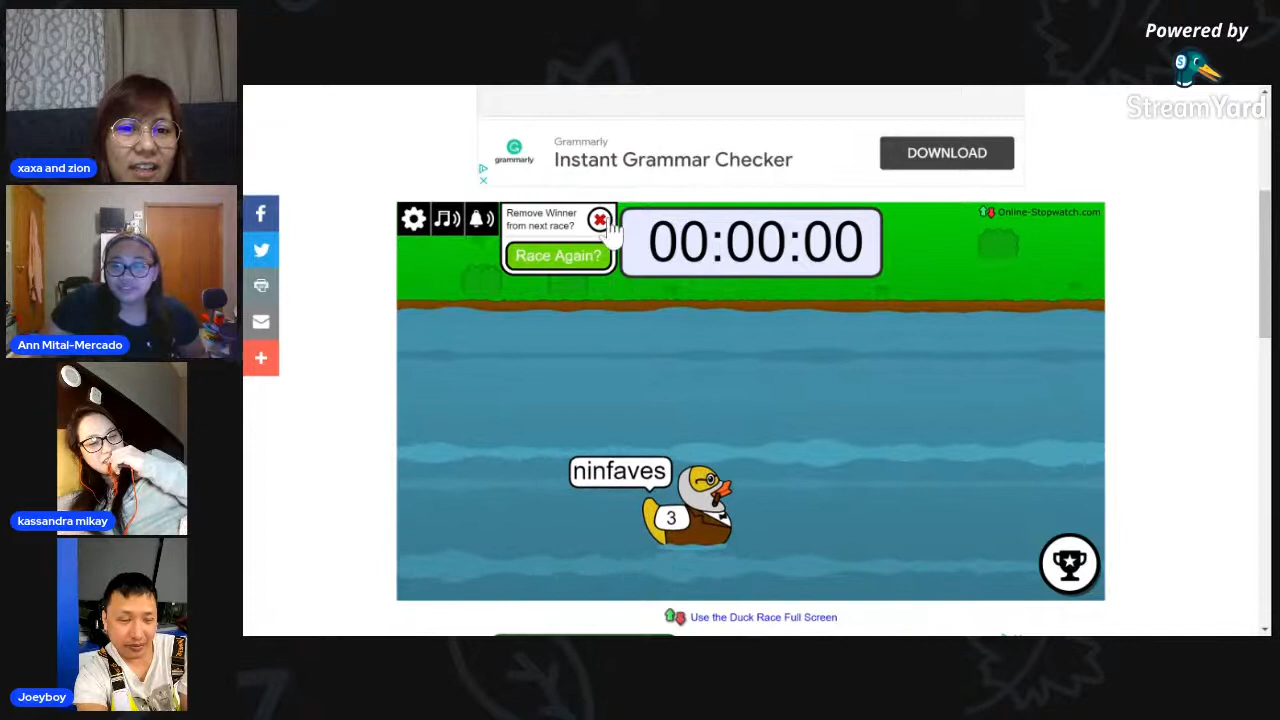 Powered by
StreamYard
xaxa and zion
Ann Mital-Mercado
kassandra mikay
Joeyboy
grammarly
Grammarly
Instant Grammar Checker
DOWNLOAD
Remove Winner
from next race?
Race Again?
00:00:00
Online-Stopwatch.com
ninfaves
3
Use the Duck Race Full Screen